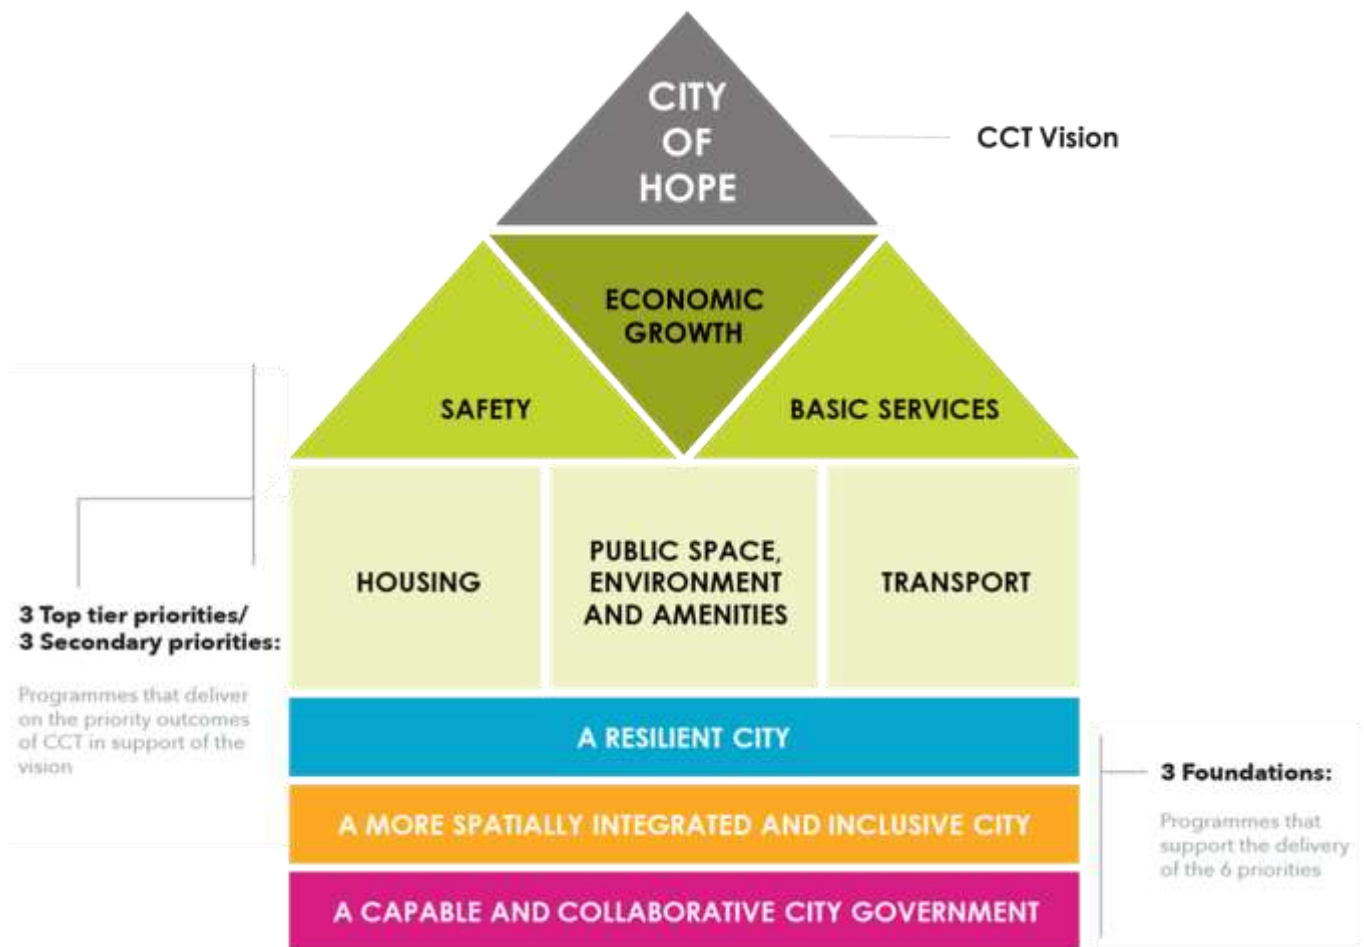 CITY
OF
HOPE
CCT Vision
ECONOMIC
GROWTH
SAFETY
BASIC SERVICES
HOUSING
PUBLIC SPACE,
ENVIRONMENT
AND AMENITIES
TRANSPORT
3 Top tier priorities/
3 Secondary priorities:
Programmes that deliver
on the priority outcomes
of CCT in support of the
vision
A RESILIENT CITY
A MORE SPATIALLY INTEGRATED AND INCLUSIVE CITY
A CAPABLE AND COLLABORATIVE CITY GOVERNMENT
3 Foundations:
Programmes that
support the delivery
of the 6 priorities